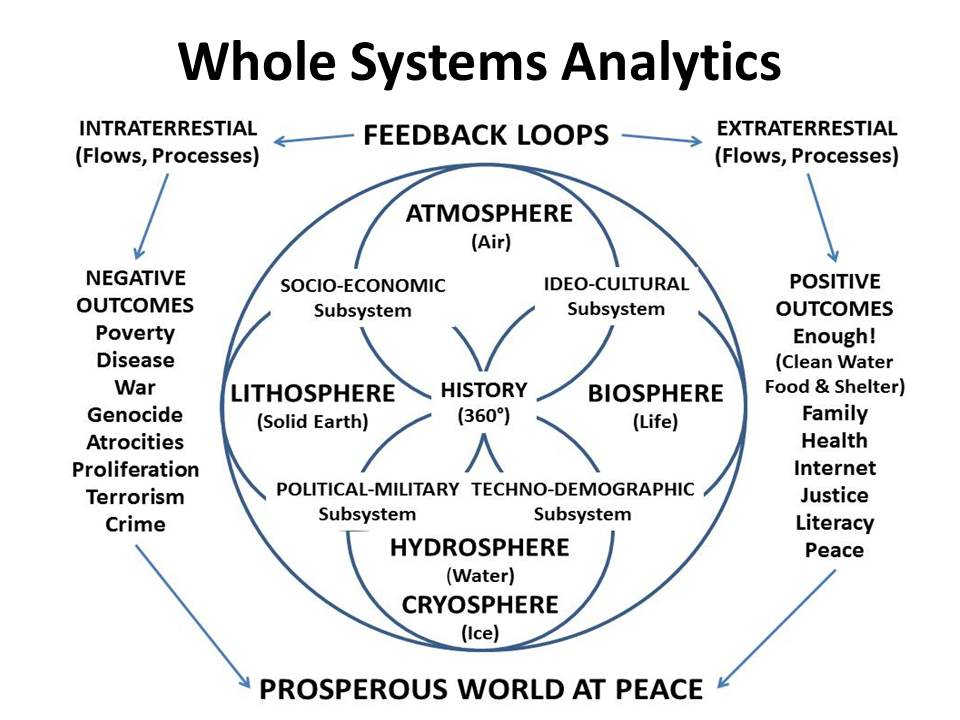 Whole Systems Analytics
INTRATERRESTIAL
(Flows, Processes)
FEEDBACK LOOPS
EXTRATERRESTIAL
(Flows, Processes)
ATMOSPHERE
(Air)
SOCIO-ECONOMIC
Subsystem
IDEO-CULTURAL
Subsystem
NEGATIVE
OUTCOMES
Poverty
Disease
War
Genocide
Atrocities
Proliferation
Terrorism
Crime
LITHOSPHERE
(Solid Earth)
HISTORY
(360°)
BIOSPHERE
(Life)
POSITIVE
OUTCOMES
Enough!
(Clean Water
Food & Shelter)
Family
Health
Internet
Justice
Literacy
Peace
POLITICAL-MILITARY
Subsystem
TECHNO-DEMOGRAPHIC
Subsystem
HYDROSPHERE
(Water)
CRYOSPHERE
(Ice)
PROSPEROUS WORLD AT PEACE